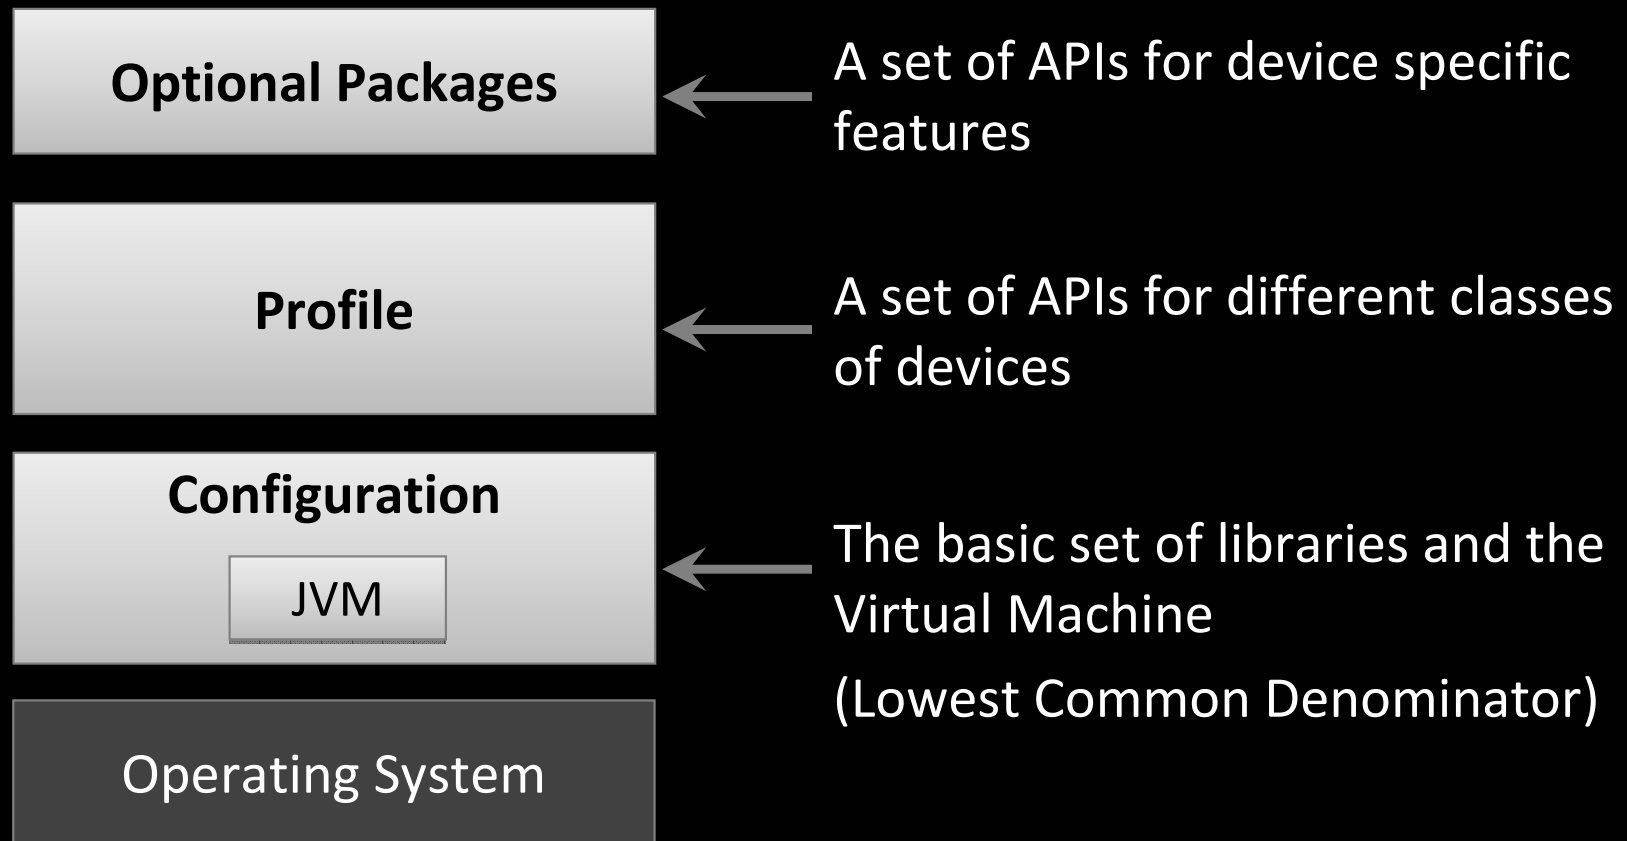 Optional Packages
A set of APIs for device specific
features
Profile
A set of APIs for different classes
of devices
Configuration
JVM
The basic set of libraries and the
Virtual Machine
(Lowest Common Denominator)
Operating System